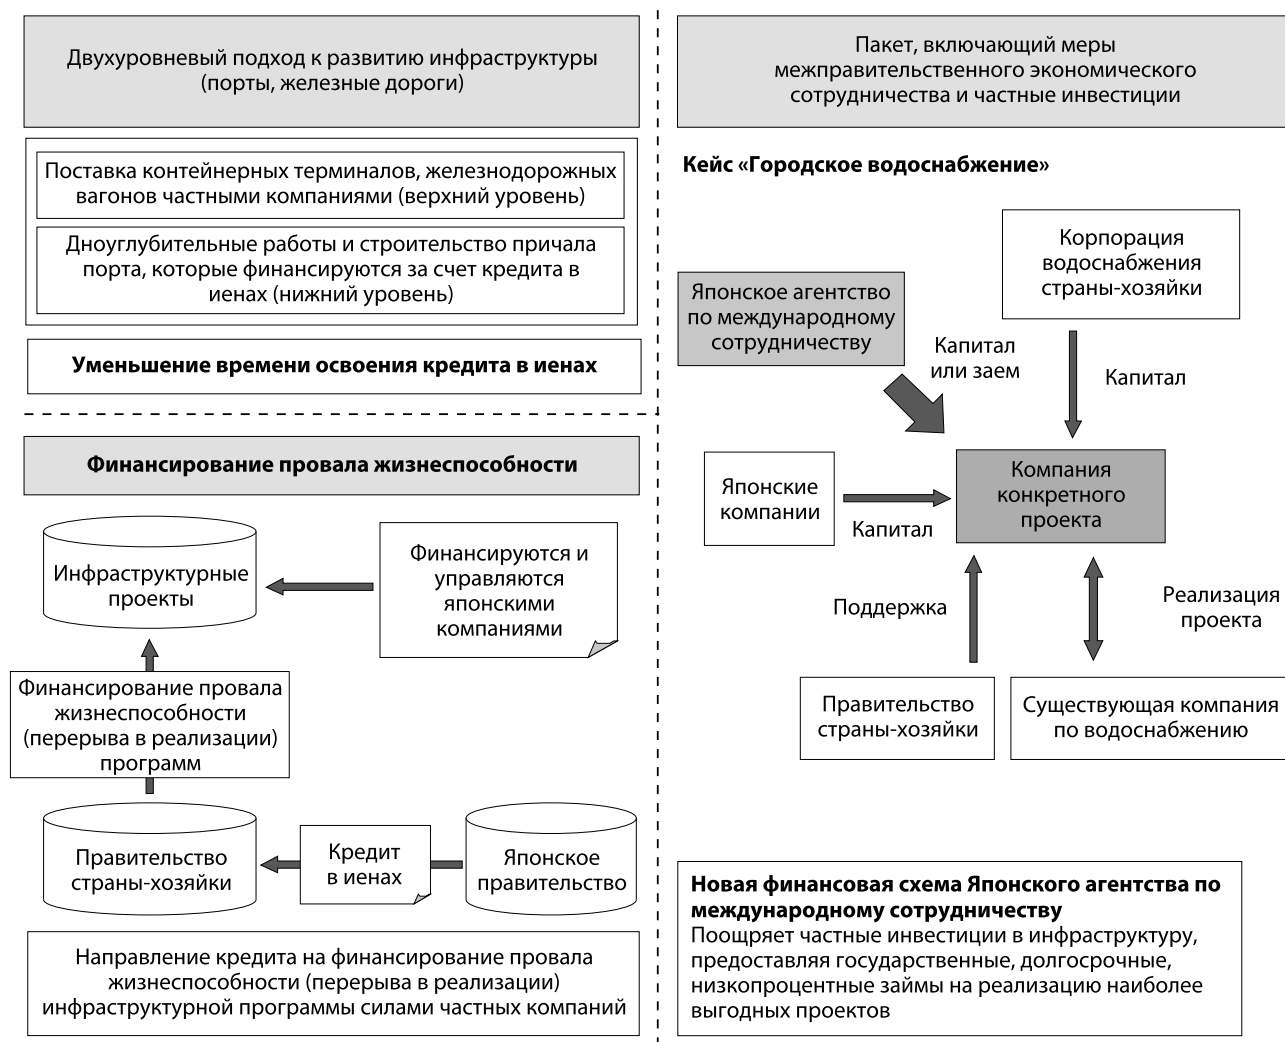 Двухуровневый подход к развитию инфраструктуры
(порты, железные дороги)
Поставка контейнерных терминалов, железнодорожных
вагонов частными компаниями (верхний уровень)
Дноуглубительные работы и строительство причала
порта, которые финансируются за счет кредита в
иенах (нижний уровень)
Уменьшение времени освоения кредита в иенах
Финансирование провала жизнеспособности
Инфраструктурные
проекты
Финансируются и
управляются
японскими
компаниями
Финансирование провала
жизнеспособности
(перерыва в реализации)
программ
Правительство
страны-хозяйки
Кредит
в иенах
Японское
правительство
Направление кредита на финансирование провала
жизнеспособности (перерыва в реализации)
инфраструктурной программы силами частных компаний
Пакет, включающий меры
межправительственного экономического
сотрудничества и частные инвестиции
Кейс «Городское водоснабжение»
Корпорация
водоснабжения
страны-хозяйки
Японское агентство
по международному
сотрудничеству
Капитал
или заем
Капитал
Японские
компании
Капитал
Компания
конкретного
проекта
Поддержка
Реализация
проекта
Правительство
страны-хозяйки
Существующая компания
по водоснабжению
Новая финансовая схема Японского агентства по
международному сотрудничеству
Поощряет частные инвестиции в инфраструктуру,
предоставляя государственные, долгосрочные,
низкопроцентные займы на реализацию наиболее
выгодных проектов